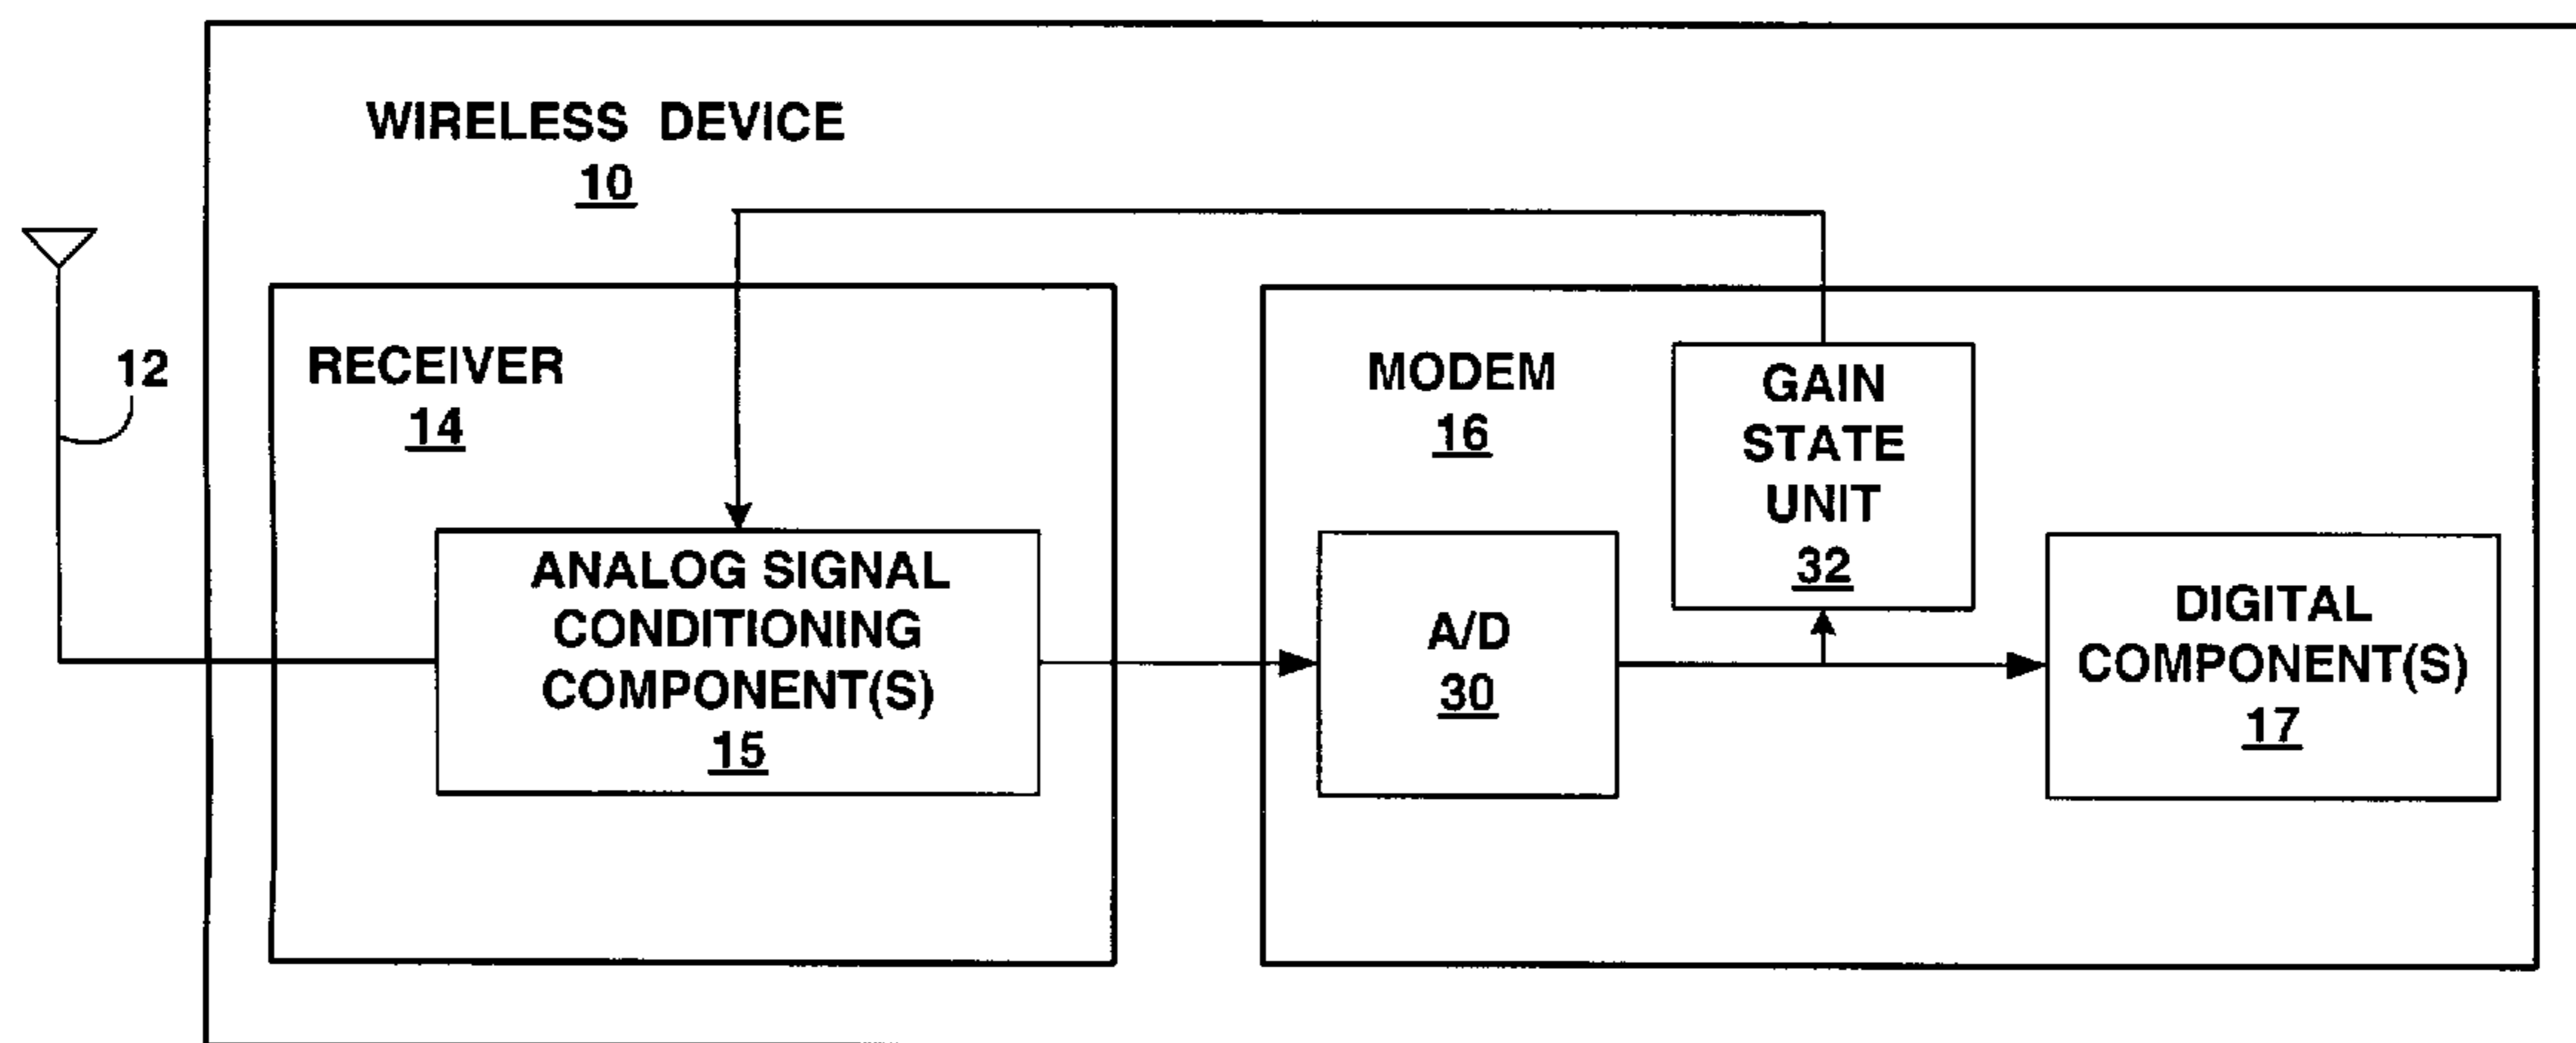 WIRELESS DEVICE
10
12
RECEIVER
14
MODEM
16
GAIN
STATE
UNIT
32
ANALOG SIGNAL
CONDITIONING
COMPONENT(S)
15
A/D
30
DIGITAL
COMPONENT(S)
17